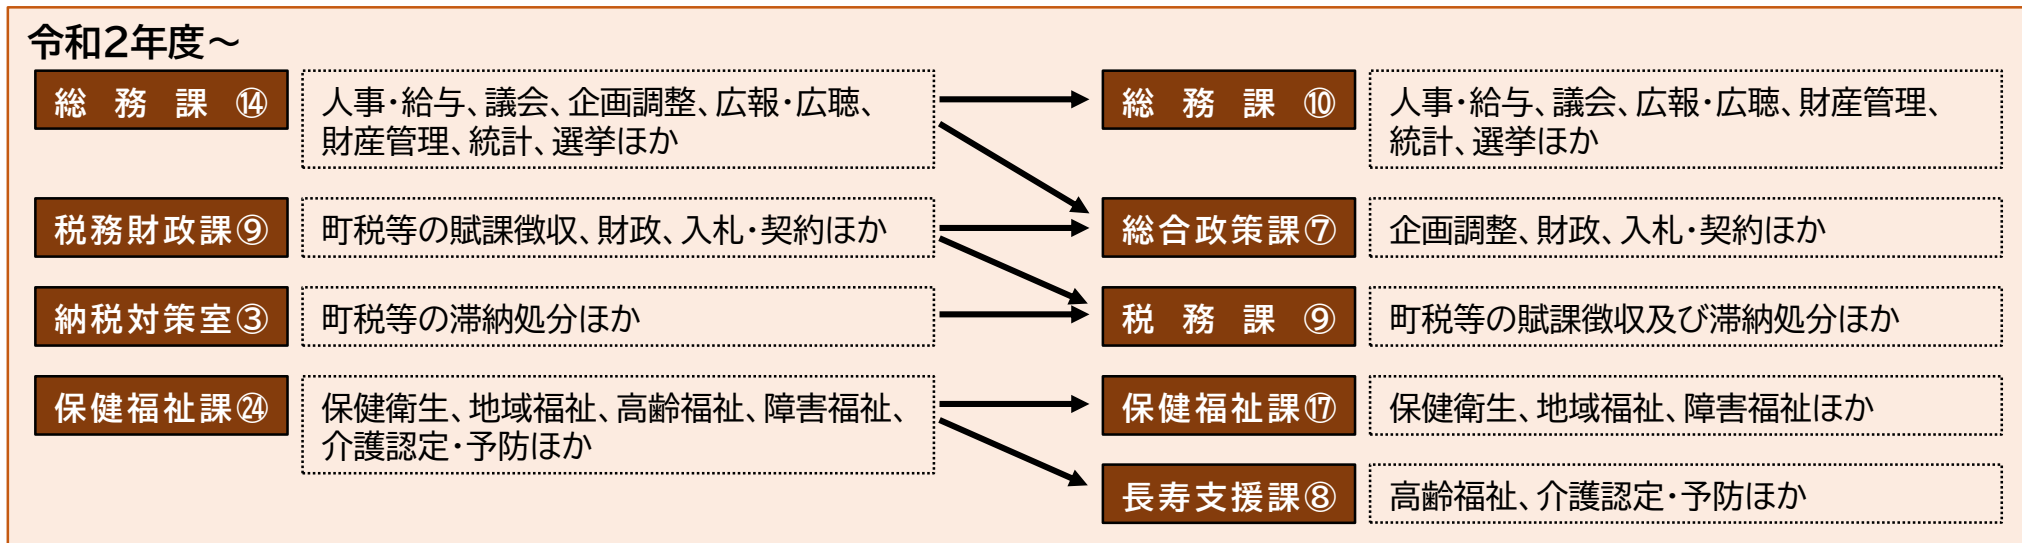 令和2年度～
総務課⑭
人事・給与、議会、企画調整、広報・広聴、
財産管理、統計、選挙ほか
総務課⑩
人事・給与、議会、広報・広聴、財産管理、
統計、選挙ほか
税務財政課⑨
町税等の賦課徴収、財政、入札・契約ほか
総合政策課⑦
企画調整、財政、入札・契約ほか
納税対策室③
町税等の滞納処分ほか
税務課⑨
町税等の賦課徴収及び滞納処分ほか
保健福祉課㉔
保健衛生、地域福祉、高齢福祉、障害福祉、
介護認定・予防ほか
保健福祉課⑰
保健衛生、地域福祉、障害福祉ほか
長寿支援課⑧
高齢福祉、介護認定・予防ほか